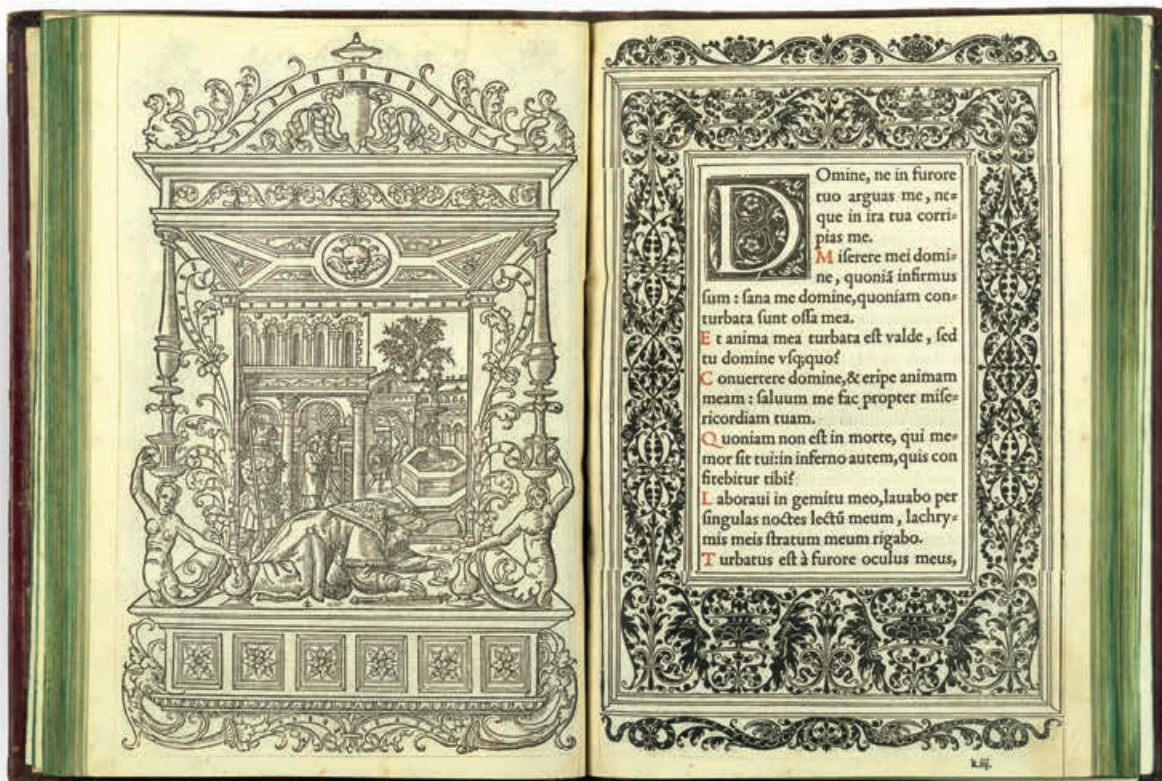 Domine, ne in furore
tuo arguas me, ne⸗
que in ira tua corri⸗
pias me.
Miſerere mei domi⸗
ne, quoniã infirmus
ſum : ſana me domine, quoniam con⸗
turbata ſunt oſſa mea.
Et anima mea turbata eſt valde, ſed
tu domine vſq;quo?
Conuertere domine,& eripe animam
meam : ſaluum me fac propter miſe⸗
ricordiam tuam.
Quoniam non eſt in morte, qui me⸗
mor ſit tui:in inferno autem,quis con
fitebitur tibi?
Laboraui in gemitu meo,lauabo per
ſingulas noctes lectũ meum, lachry⸗
mis meis ſtratum meum rigabo.
Turbatus eſt à furore oculus meus,
k.iij.